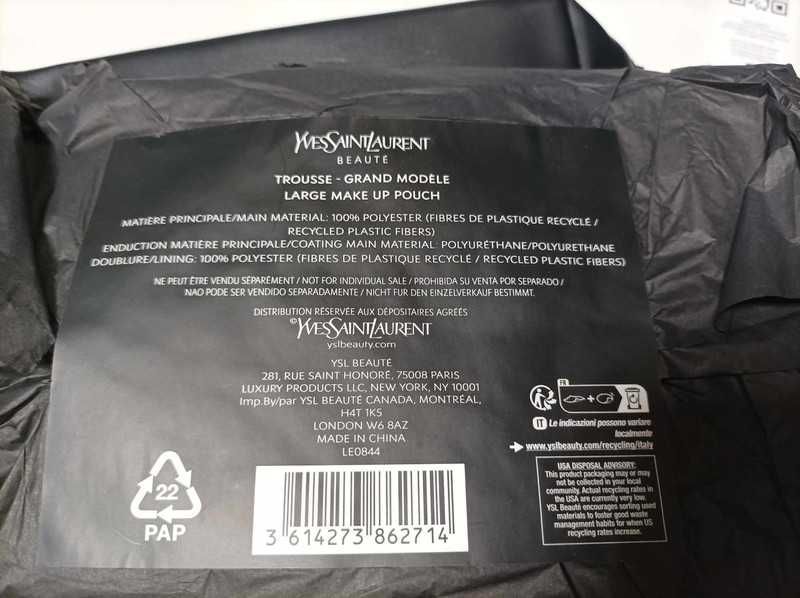 YVESSAINTLAURENT
BEAUTÉ
TROUSSE - GRAND MODÈLE
LARGE MAKE UP POUCH
MATIÈRE PRINCIPALE/MAIN MATERIAL: 100% POLYESTER (FIBRES DE PLASTIQUE RECYCLÉ /
RECYCLED PLASTIC FIBERS)
ENDUCTION MATIÈRE PRINCIPALE/COATING MAIN MATERIAL: POLYURÉTHANE/POLYURETHANE
DOUBLURE/LINING: 100% POLYESTER (FIBRES DE PLASTIQUE RECYCLÉ / RECYCLED PLASTIC FIBERS)
NE PEUT ÊTRE VENDU SÉPARÉMENT / NOT FOR INDIVIDUAL SALE / PROHIBIDA SU VENTA POR SEPARADO /
NAO PODE SER VENDIDO SEPARADAMENTE / NICHT FUR DEN EINZELVERKAUF BESTIMMT.
DISTRIBUTION RÉSERVÉE AUX DÉPOSITAIRES AGRÉÉS
©YVESSAINTLAURENT
yslbeauty.com
YSL BEAUTÉ
281, RUE SAINT HONORÉ, 75008 PARIS
LUXURY PRODUCTS LLC, NEW YORK, NY 10001
Imp.By/par YSL BEAUTÉ CANADA, MONTRÉAL,
H4T 1K5
LONDON W6 8AZ
MADE IN CHINA
LE0844
22
PAP
3 614273 862714
FR
+
IT Le indicazioni possono variare
localmente
www.yslbeauty.com/recycling/italy
USA DISPOSAL ADVISORY:
This product packaging may or may
not be collected in your local
community. Actual recycling rates in
the USA are currently very low.
YSL Beauté encourages sorting used
materials to foster good waste
management habits for when US
recycling rates increase.